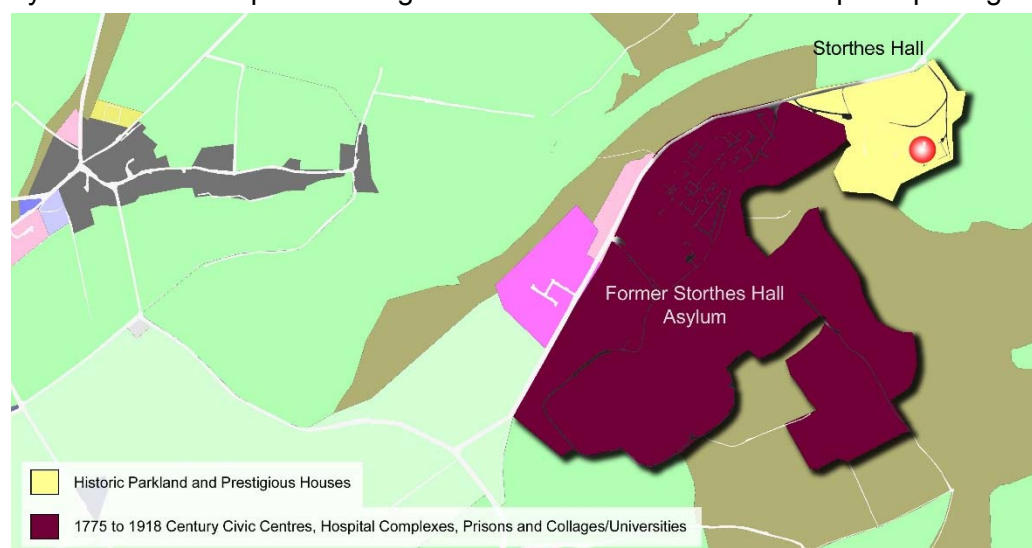 Storthes Hall
Former Storthes Hall
Asylum
Historic Parkland and Prestigious Houses
1775 to 1918 Century Civic Centres, Hospital Complexes, Prisons and Collages/Universities